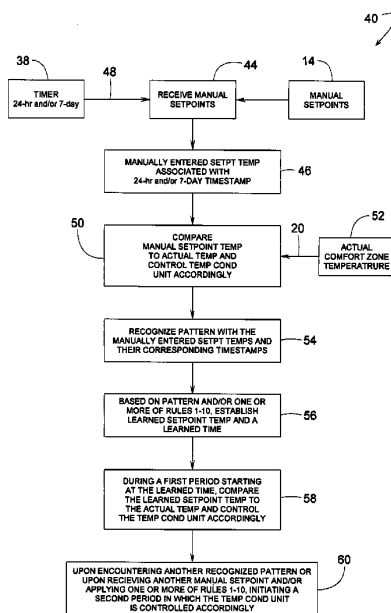 40
38
TIMER
24-hr and/or 7-day
48
44
RECEIVE MANUAL
SETPOINTS
14
MANUAL
SETPOINTS
MANUALLY ENTERED SETPT TEMP
ASSOCIATED WITH
24-hr and/or 7-DAY TIMESTAMP
46
50
COMPARE
MANUAL SETPOINT TEMP
TO ACTUAL TEMP AND
CONTROL TEMP COND
UNIT ACCORDINGLY
20
52
ACTUAL
COMFORT ZONE
TEMPERATRURE
RECOGNIZE PATTERN WITH THE
MANUALLY ENTERED SETPT TEMPS AND
THEIR CORRESPONDING TIMESTAMPS
54
BASED ON PATTERN AND/OR ONE OR
MORE OF RULES 1-10, ESTABLISH
LEARNED SETPOINT TEMP AND A
LEARNED TIME
56
DURING A FIRST PERIOD STARTING
AT THE LEARNED TIME, COMPARE
THE LEARNED SETPOINT TEMP TO
THE ACTUAL TEMP AND CONTROL
THE TEMP COND UNIT ACCORDINGLY
58
UPON ENCOUNTERING ANOTHER RECOGNIZED PATTERN OR
UPON RECIEVING ANOTHER MANUAL SETPOINT AND/OR
APPLYING ONE OR MORE OF RULES 1-10, INITIATING A
SECOND PERIOD IN WHICH THE TEMP COND UNIT
IS CONTROLLED ACCORDINGLY
60